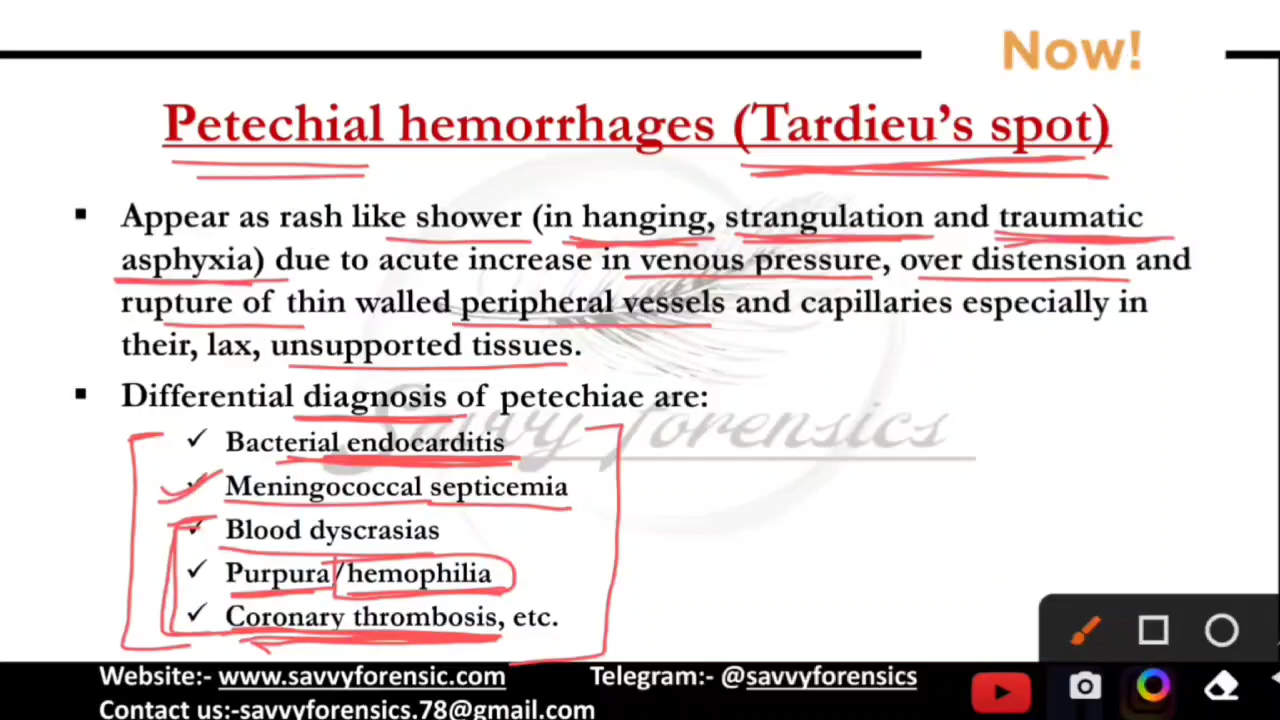 Now!
Petechial hemorrhages (Tardieu's spot)
▪ Appear as rash like shower (in hanging, strangulation and traumatic
asphyxia) due to acute increase in venous pressure, over distension and
rupture of thin walled peripheral vessels and capillaries especially in
their, lax, unsupported tissues.
▪ Differential diagnosis of petechiae are:
✓ Bacterial endocarditis
✓ Meningococcal septicemia
✓ Blood dyscrasias
✓ Purpura/hemophilia
✓ Coronary thrombosis, etc.
Savvy forensics
Website:- www.savvyforensic.com Telegram:- @savvyforensics
Contact us:-savvyforensics.78@gmail.com